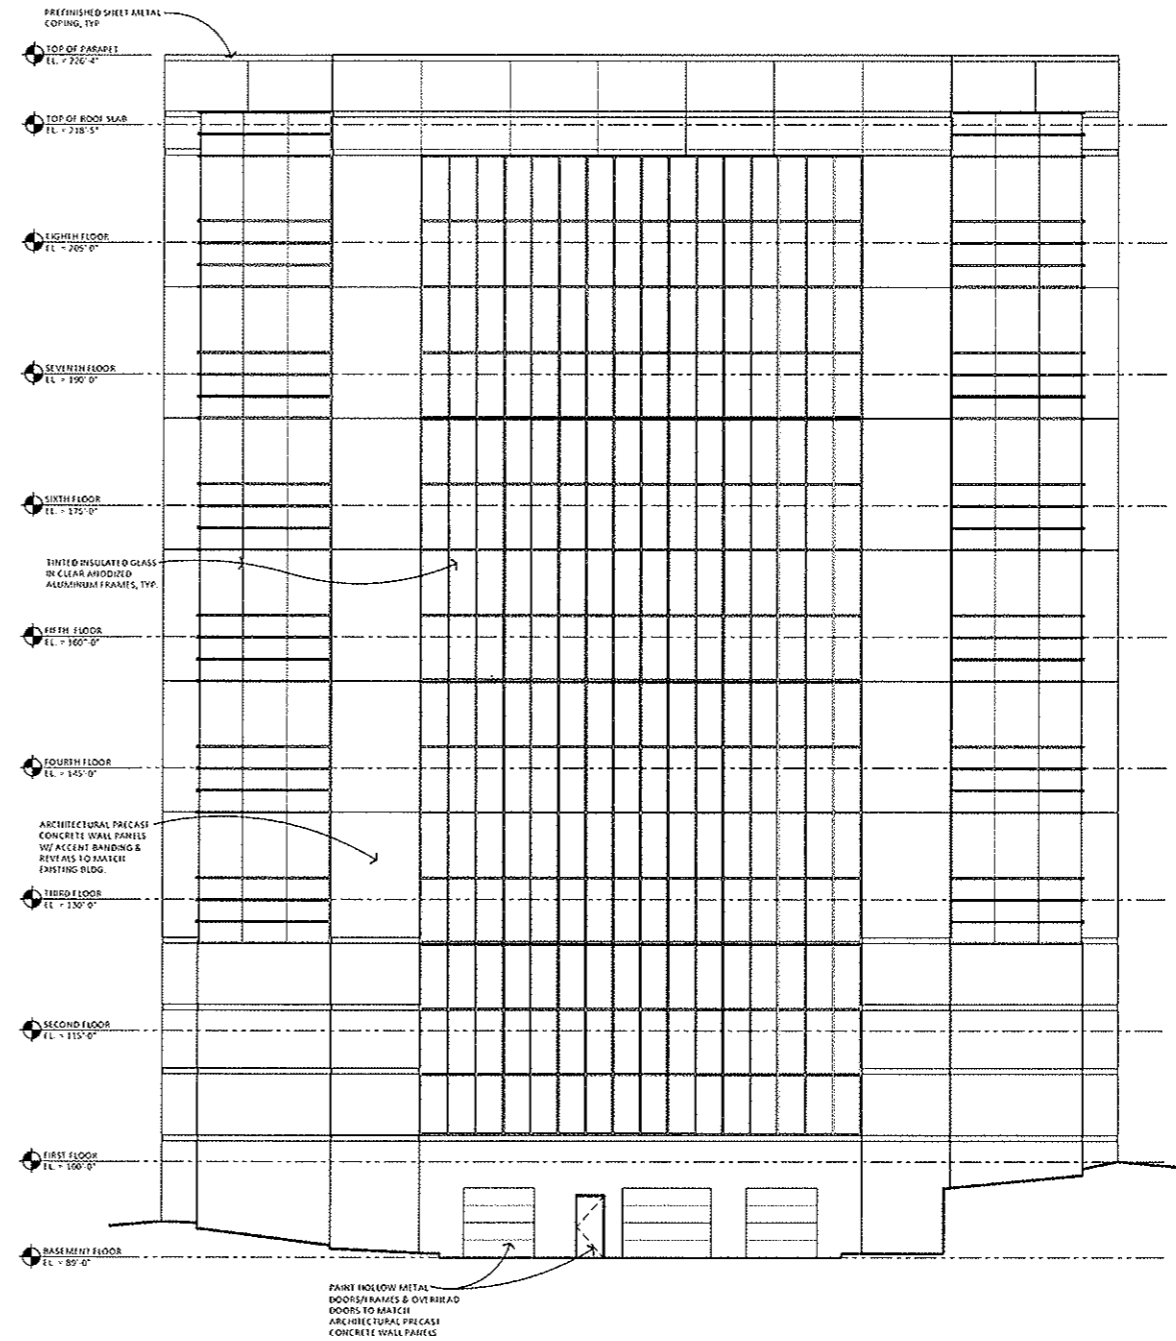 PREFINISHED SHEET METAL
COPING, TYP
TOP OF PARAPET
EL. = 226'-4"
TOP OF ROOF SLAB
EL. = 218'-5"
EIGHTH FLOOR
EL. = 205'-0"
SEVENTH FLOOR
EL. = 190'-0"
SIXTH FLOOR
EL. = 175'-0"
TINTED INSULATED GLASS
IN CLEAR ANODIZED
ALUMINUM FRAMES, TYP.
FIFTH FLOOR
EL. = 160'-0"
FOURTH FLOOR
EL. = 145'-0"
ARCHITECTURAL PRECAST
CONCRETE WALL PANELS
W/ ACCENT BANDING &
REVEALS TO MATCH
EXISTING BLDG.
THIRD FLOOR
EL. = 130'-0"
SECOND FLOOR
EL. = 115'-0"
FIRST FLOOR
EL. = 100'-0"
BASEMENT FLOOR
EL. = 89'-0"
PAINT HOLLOW METAL
DOORS/FRAMES & OVERHEAD
DOORS TO MATCH
ARCHITECTURAL PRECAST
CONCRETE WALL PANELS